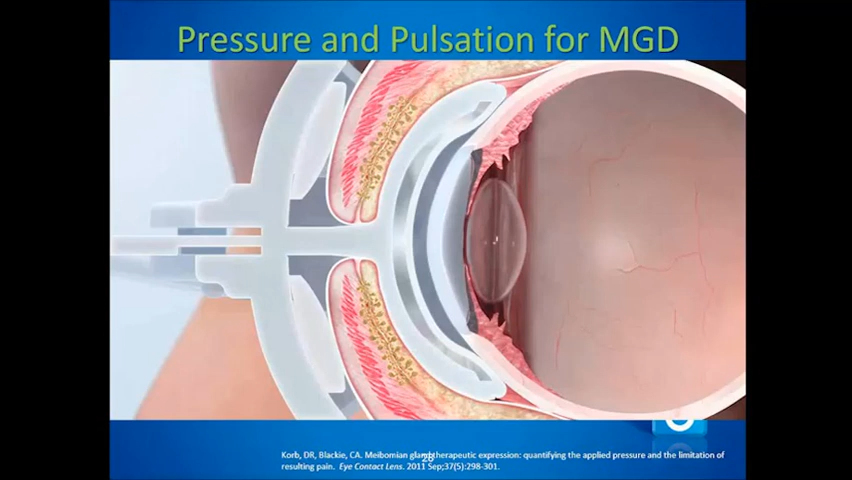 Pressure and Pulsation for MGD
Korb, DR, Blackie, CA. Meibomian gland therapeutic expression: quantifying the applied pressure and the limitation of
resulting pain. Eye Contact Lens. 2011 Sep;37(5):298-301.